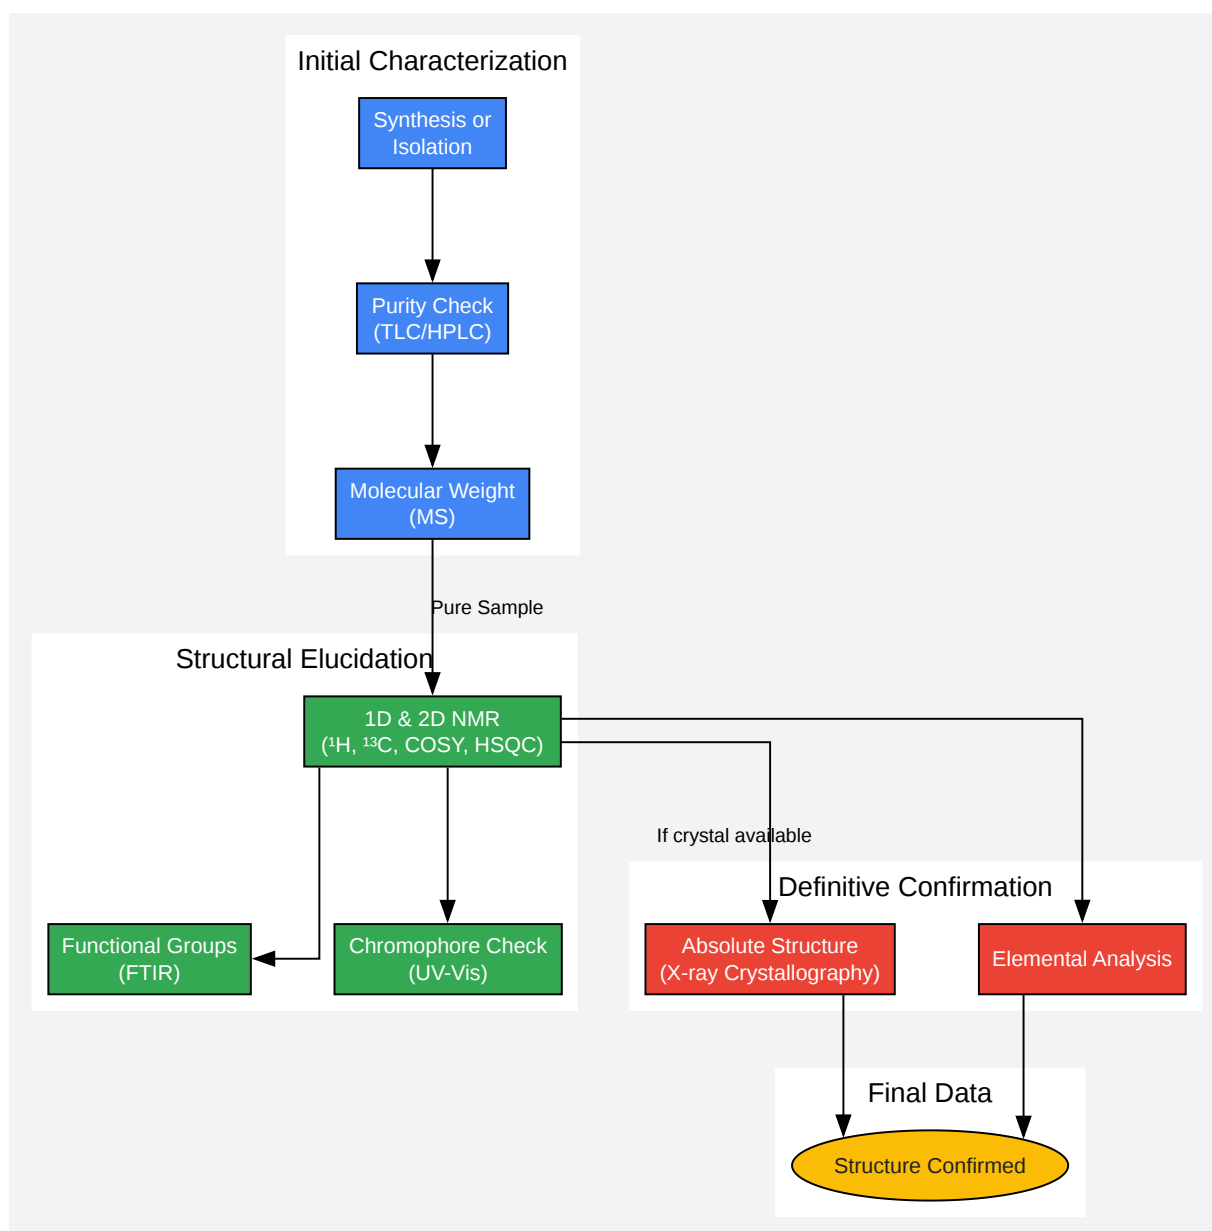 Initial Characterization
Synthesis or
Isolation
Purity Check
(TLC/HPLC)
Molecular Weight
(MS)
Pure Sample
Structural Elucidation
1D & 2D NMR
(¹H, ¹³C, COSY, HSQC)
If crystal available
Functional Groups
(FTIR)
Chromophore Check
(UV-Vis)
Definitive Confirmation
Absolute Structure
(X-ray Crystallography)
Elemental Analysis
Final Data
Structure Confirmed